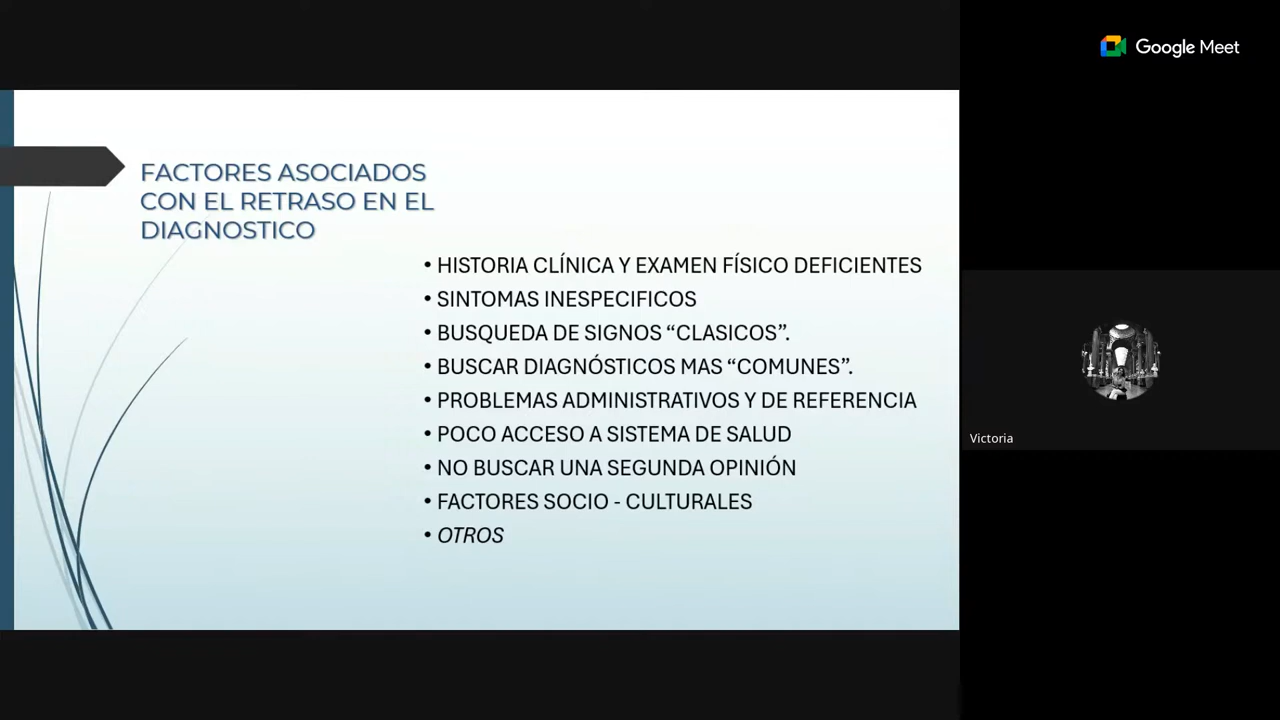 Google Meet
FACTORES ASOCIADOS
CON EL RETRASO EN EL
DIAGNOSTICO
• HISTORIA CLÍNICA Y EXAMEN FÍSICO DEFICIENTES
• SINTOMAS INESPECIFICOS
• BUSQUEDA DE SIGNOS “CLASICOS”.
• BUSCAR DIAGNÓSTICOS MAS “COMUNES”.
• PROBLEMAS ADMINISTRATIVOS Y DE REFERENCIA
• POCO ACCESO A SISTEMA DE SALUD
• NO BUSCAR UNA SEGUNDA OPINIÓN
• FACTORES SOCIO - CULTURALES
• OTROS
Victoria